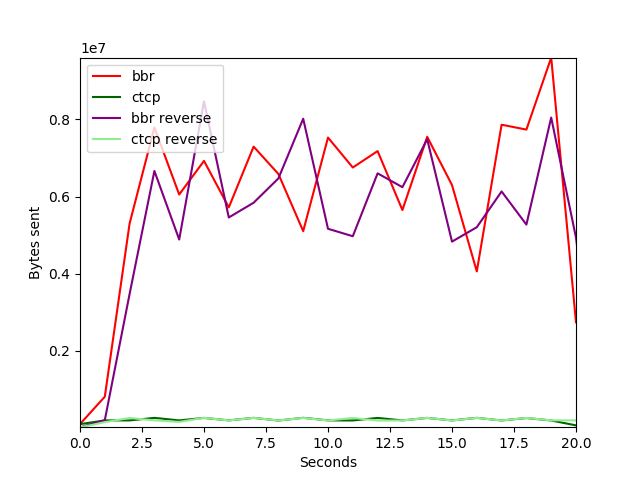 1e7
bbr
ctcp
bbr reverse
ctcp reverse
0.8
0.6
0.4
0.2
Bytes sent
0.0 2.5 5.0 7.5 10.0 12.5 15.0 17.5 20.0
Seconds